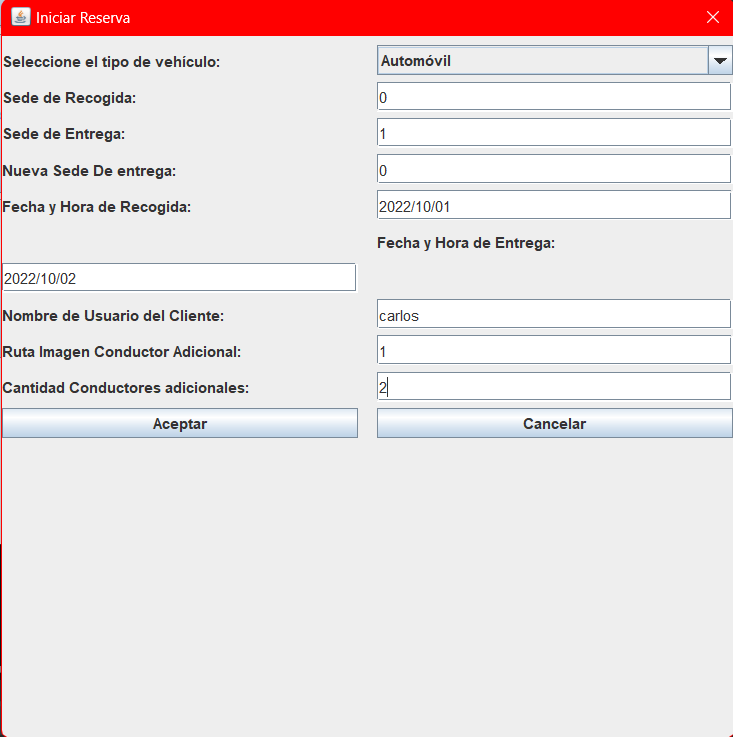 Iniciar Reserva
Seleccione el tipo de vehículo: Automóvil
Sede de Recogida: 0
Sede de Entrega: 1
Nueva Sede De entrega: 0
Fecha y Hora de Recogida: 2022/10/01
Fecha y Hora de Entrega:
2022/10/02
Nombre de Usuario del Cliente: carlos
Ruta Imagen Conductor Adicional: 1
Cantidad Conductores adicionales: 2
Aceptar Cancelar